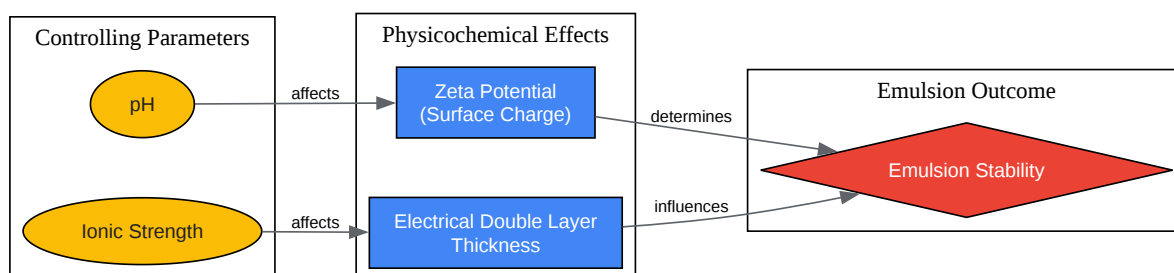 Controlling Parameters
pH
Ionic Strength
affects
affects
Physicochemical Effects
Zeta Potential
(Surface Charge)
Electrical Double Layer
Thickness
determines
influences
Emulsion Outcome
Emulsion Stability